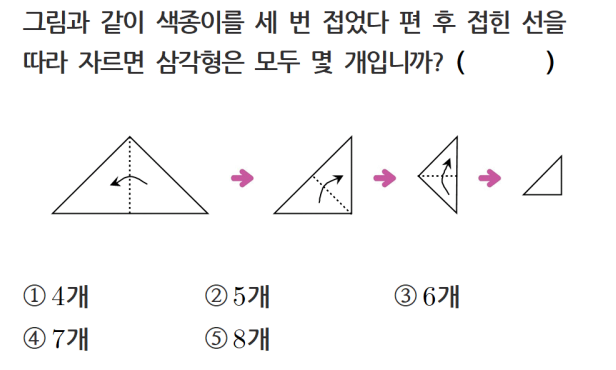 그림과 같이 색종이를 세 번 접었다 편 후 접힌 선을
따라 자르면 삼각형은 모두 몇 개입니까? (          )
① 4개 ② 5개 ③ 6개
④ 7개 ⑤ 8개